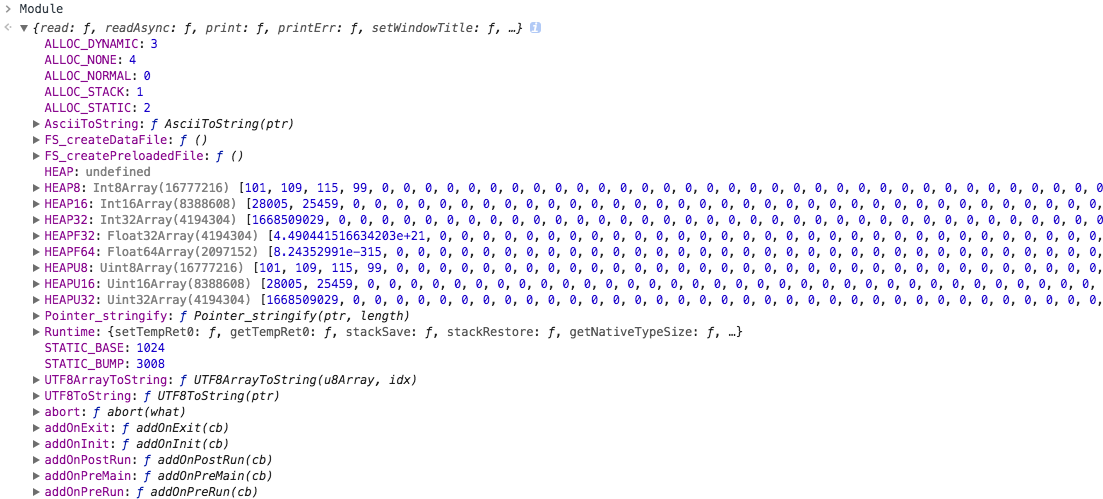 > Module
{read: ƒ, readAsync: ƒ, print: ƒ, printErr: ƒ, setWindowTitle: ƒ, …} i
ALLOC_DYNAMIC: 3
ALLOC_NONE: 4
ALLOC_NORMAL: 0
ALLOC_STACK: 1
ALLOC_STATIC: 2
AsciiToString: ƒ AsciiToString(ptr)
FS_createDataFile: ƒ ()
FS_createPreloadedFile: ƒ ()
HEAP: undefined
HEAP8: Int8Array(16777216) [101, 109, 115, 99, 0, 0, 0, 0, 0, 0, 0, 0, 0, 0, 0, 0, 0, 0, 0, 0, 0, 0, 0, 0, 0, 0, 0, 0, 0, 0, 0, 0, 0, 0
HEAP16: Int16Array(8388608) [28005, 25459, 0, 0, 0, 0, 0, 0, 0, 0, 0, 0, 0, 0, 0, 0, 0, 0, 0, 0, 0, 0, 0, 0, 0, 0, 0, 0, 0, 0, 0, 0, 0
HEAP32: Int32Array(4194304) [1668509029, 0, 0, 0, 0, 0, 0, 0, 0, 0, 0, 0, 0, 0, 0, 0, 0, 0, 0, 0, 0, 0, 0, 0, 0, 0, 0, 0, 0, 0, 0, 0, 0
HEAPF32: Float32Array(4194304) [4.490441516634203e+21, 0, 0, 0, 0, 0, 0, 0, 0, 0, 0, 0, 0, 0, 0, 0, 0, 0, 0, 0, 0, 0, 0, 0, 0, 0, 0, 0
HEAPF64: Float64Array(2097152) [8.24352991e-315, 0, 0, 0, 0, 0, 0, 0, 0, 0, 0, 0, 0, 0, 0, 0, 0, 0, 0, 0, 0, 0, 0, 0, 0, 0, 0, 0, 0, 0
HEAPU8: Uint8Array(16777216) [101, 109, 115, 99, 0, 0, 0, 0, 0, 0, 0, 0, 0, 0, 0, 0, 0, 0, 0, 0, 0, 0, 0, 0, 0, 0, 0, 0, 0, 0, 0, 0, 0,
HEAPU16: Uint16Array(8388608) [28005, 25459, 0, 0, 0, 0, 0, 0, 0, 0, 0, 0, 0, 0, 0, 0, 0, 0, 0, 0, 0, 0, 0, 0, 0, 0, 0, 0, 0, 0, 0, 0,
HEAPU32: Uint32Array(4194304) [1668509029, 0, 0, 0, 0, 0, 0, 0, 0, 0, 0, 0, 0, 0, 0, 0, 0, 0, 0, 0, 0, 0, 0, 0, 0, 0, 0, 0, 0, 0, 0, 0,
Pointer_stringify: ƒ Pointer_stringify(ptr, length)
Runtime: {setTempRet0: ƒ, getTempRet0: ƒ, stackSave: ƒ, stackRestore: ƒ, getNativeTypeSize: ƒ, …}
STATIC_BASE: 1024
STATIC_BUMP: 3008
UTF8ArrayToString: ƒ UTF8ArrayToString(u8Array, idx)
UTF8ToString: ƒ UTF8ToString(ptr)
abort: ƒ abort(what)
addOnExit: ƒ addOnExit(cb)
addOnInit: ƒ addOnInit(cb)
addOnPostRun: ƒ addOnPostRun(cb)
addOnPreMain: ƒ addOnPreMain(cb)
addOnPreRun: ƒ addOnPreRun(cb)